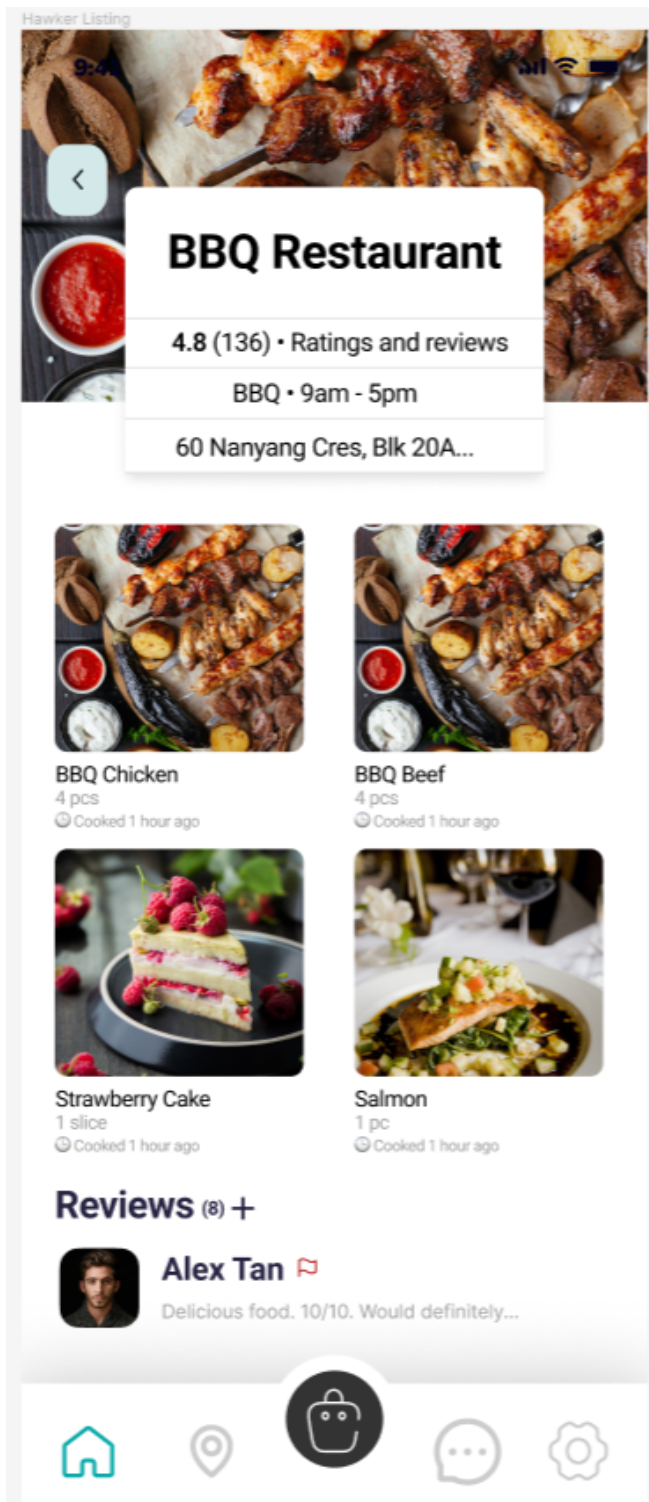 Hawker Listing
BBQ Restaurant
4.8 (136) • Ratings and reviews
BBQ • 9am - 5pm
60 Nanyang Cres, Blk 20A...
BBQ Chicken
4 pcs
Cooked 1 hour ago
BBQ Beef
4 pcs
Cooked 1 hour ago
Strawberry Cake
1 slice
Cooked 1 hour ago
Salmon
1 pc
Cooked 1 hour ago
Reviews (8) +
Alex Tan
Delicious food. 10/10. Would definitely...